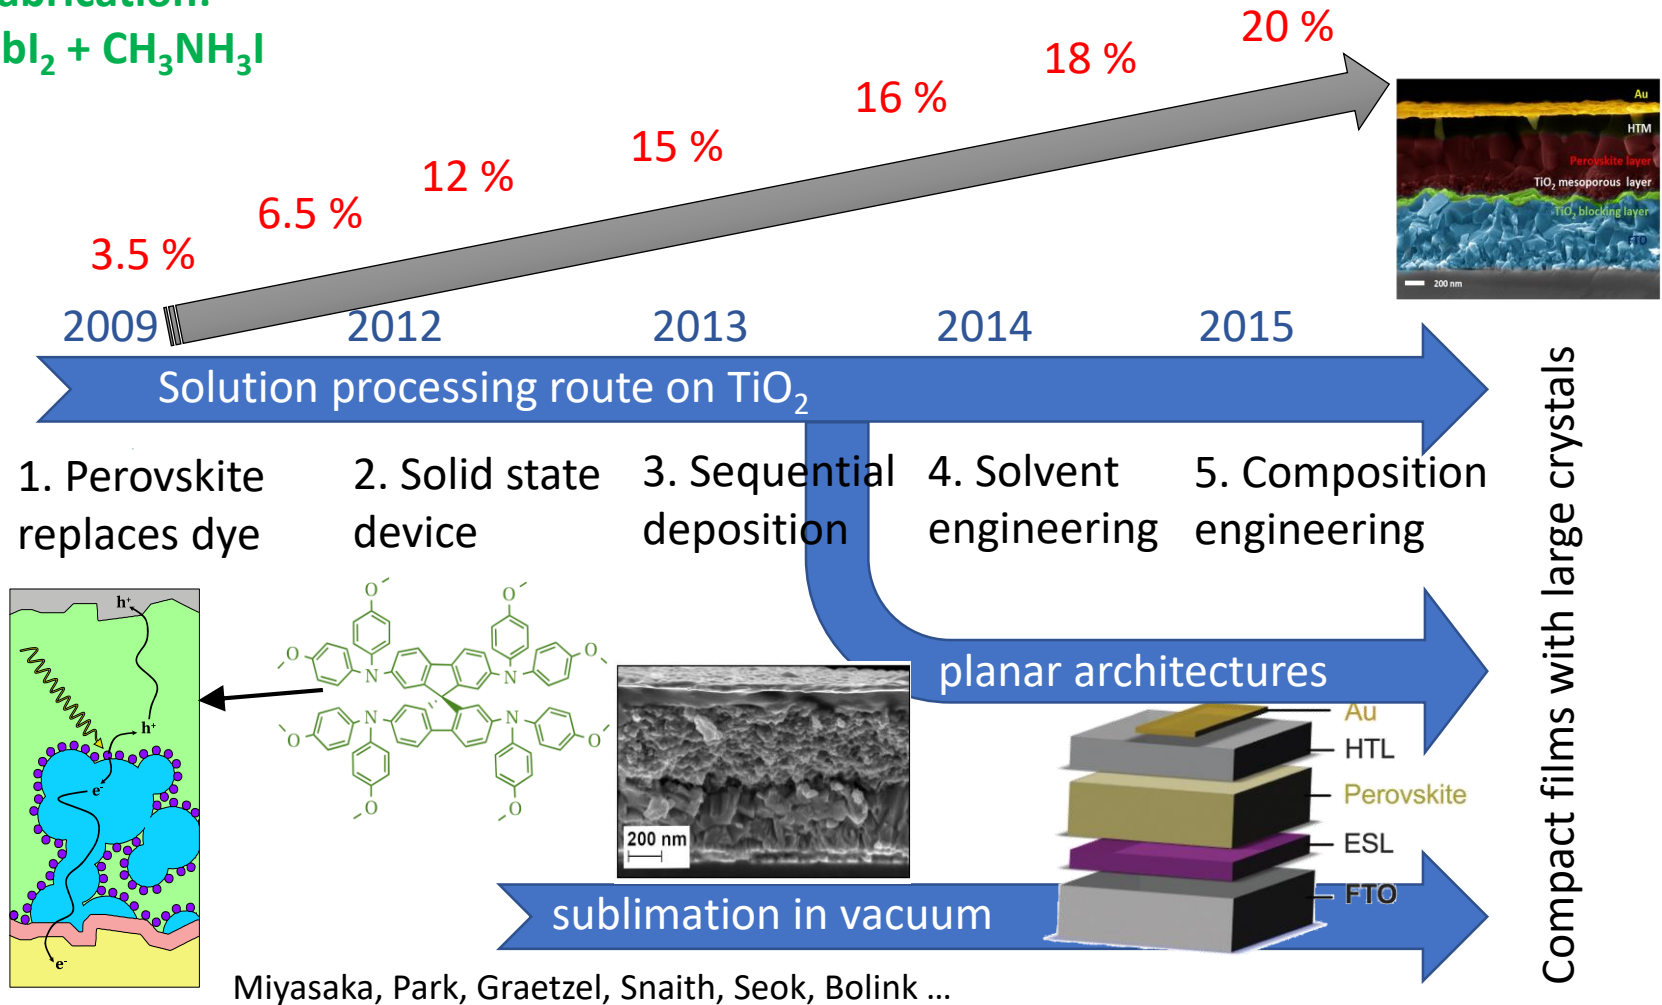 abrication:
bI₂ + CH₃NH₃I
20 %
18 %
16 %
15 %
12 %
6.5 %
3.5 %
Au
HTM
Perovskite layer
TiO₂ mesoporous layer
TiO₂ blocking layer
FTO
200 nm
2009
2012
2013
2014
2015
Solution processing route on TiO₂
1. Perovskite
replaces dye
2. Solid state
device
3. Sequential
deposition
4. Solvent
engineering
5. Composition
engineering
Compact films with large crystals
h⁺
h⁺
e⁻
e⁻
O
O
O
O
N
N
O
O
N
N
O
O
200 nm
planar architectures
Au
HTL
Perovskite
ESL
FTO
sublimation in vacuum
Miyasaka, Park, Graetzel, Snaith, Seok, Bolink ...